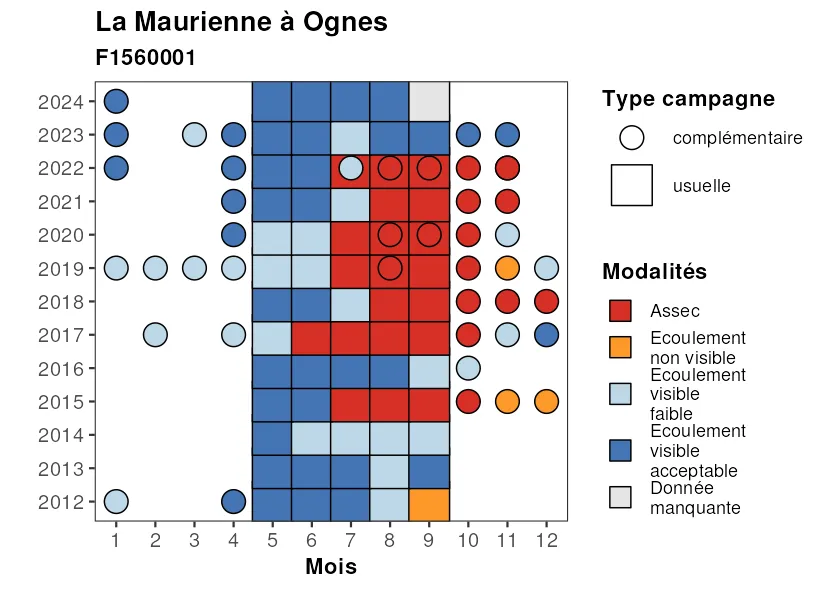 La Maurienne à Ognes
F1560001
2024
2023
2022
2021
2020
2019
2018
2017
2016
2015
2014
2013
2012
1 2 3 4 5 6 7 8 9 10 11 12
Mois
Type campagne
complémentaire
usuelle
Modalités
Assec
Ecoulement
non visible
Ecoulement
visible
faible
Ecoulement
visible
acceptable
Donnée
manquante